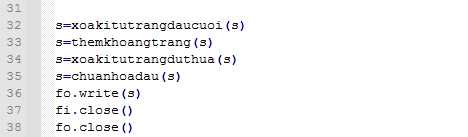 31
32 s=xoakitutrangdaucuoi(s)
33 s=themkhoangtrang(s)
34 s=xoakitutrangduthua(s)
35 s=chuanhoadau(s)
36 fo.write(s)
37 fi.close()
38 fo.close()